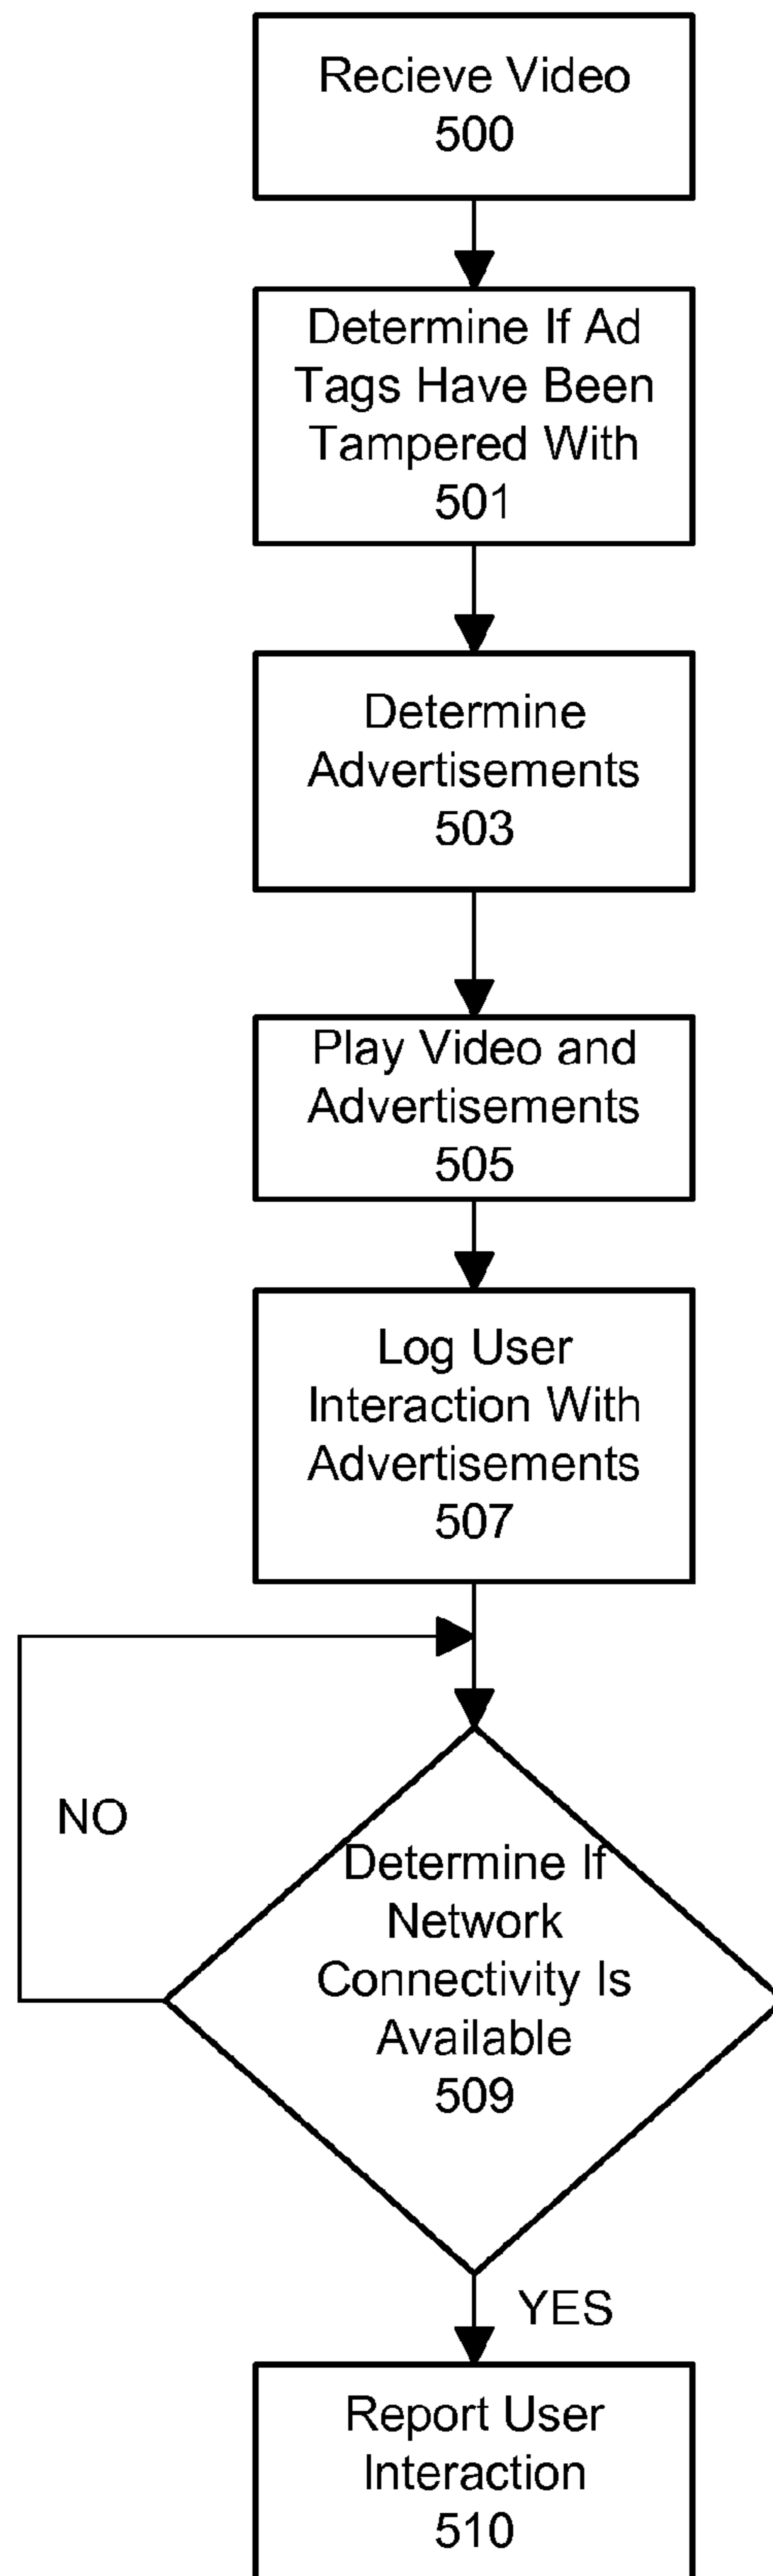 Recieve Video
500
Determine If Ad
Tags Have Been
Tampered With
501
Determine
Advertisements
503
Play Video and
Advertisements
505
Log User
Interaction With
Advertisements
507
NO
Determine If
Network
Connectivity Is
Available
509
YES
Report User
Interaction
510